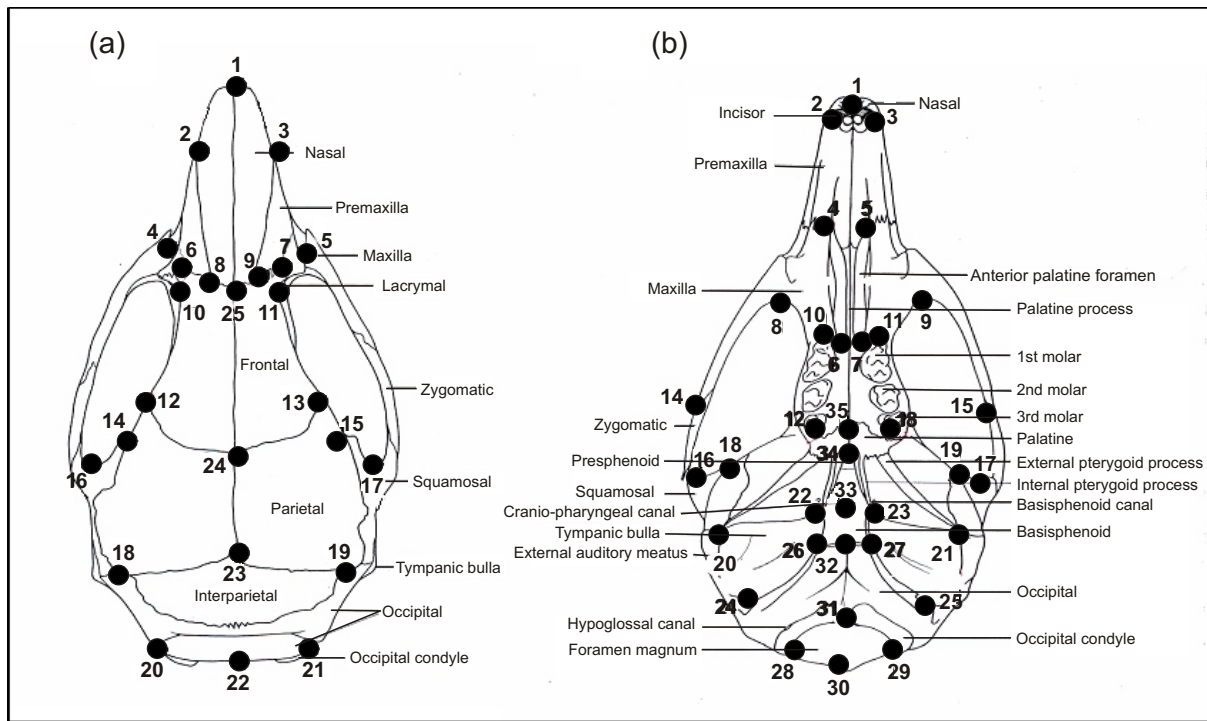 (a)
1
2
3
Nasal
Premaxilla
4
5
6
7
Maxilla
8
9
Lacrymal
10
25
11
Frontal
Zygomatic
12
13
14
15
24
16
17
Squamosal
Parietal
23
18
19
Tympanic bulla
Interparietal
Occipital
20
21
22
Occipital condyle
(b)
1
2
Nasal
Incisor
3
Premaxilla
4
5
Anterior palatine foramen
Maxilla
8
9
Palatine process
10
11
6
7
1st molar
2nd molar
14
15
12
35
13
3rd molar
Zygomatic
Palatine
18
34
19
Presphenoid
16
17
External pterygoid process
Internal pterygoid process
Squamosal
22
33
23
Basisphenoid canal
Cranio-pharyngeal canal
Tympanic bulla
Basisphenoid
External auditory meatus
20
26
32
27
21
Occipital
24
25
31
Hypoglossal canal
Occipital condyle
Foramen magnum
28
29
30